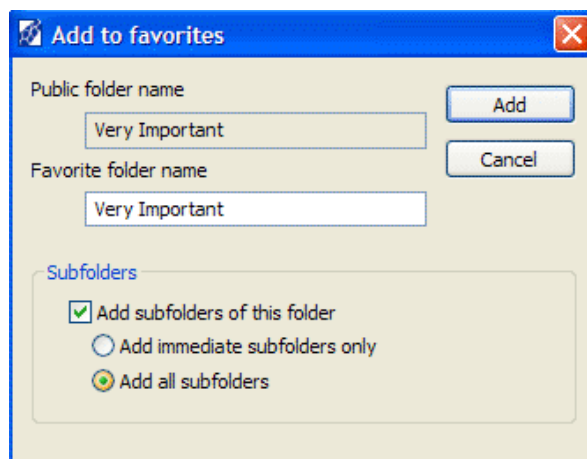 Add to favorites
Public folder name
Add
Very Important
Cancel
Favorite folder name
Very Important
Subfolders
Add subfolders of this folder
Add immediate subfolders only
Add all subfolders